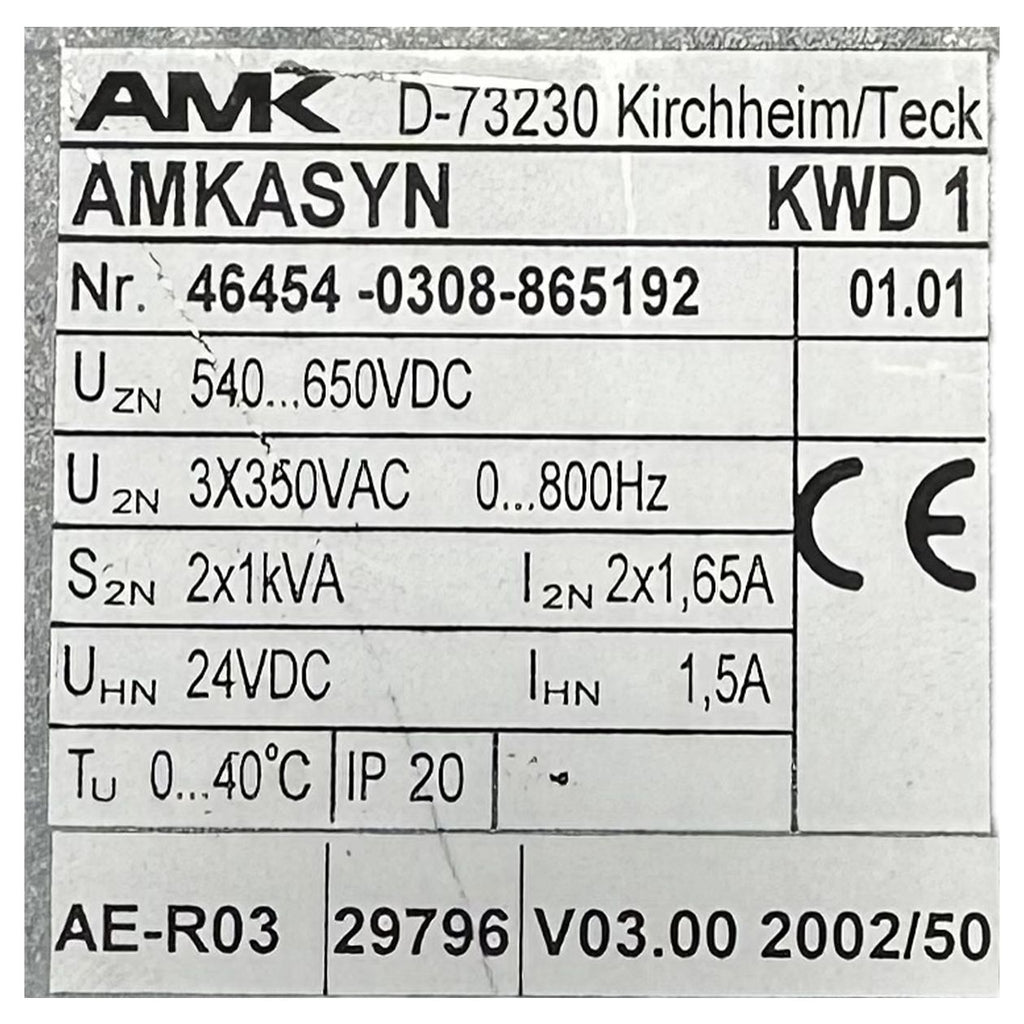 AMK D-73230 Kirchheim/Teck
AMKASYN KWD 1
Nr. 46454 -0308-865192 01.01
UZN 540...650VDC
U2N 3X350VAC 0...800Hz
S2N 2x1kVA I2N 2x1,65A
UHN 24VDC IHN 1,5A
CE
TU 0...40°C IP 20
AE-R03 29796 V03.00 2002/50